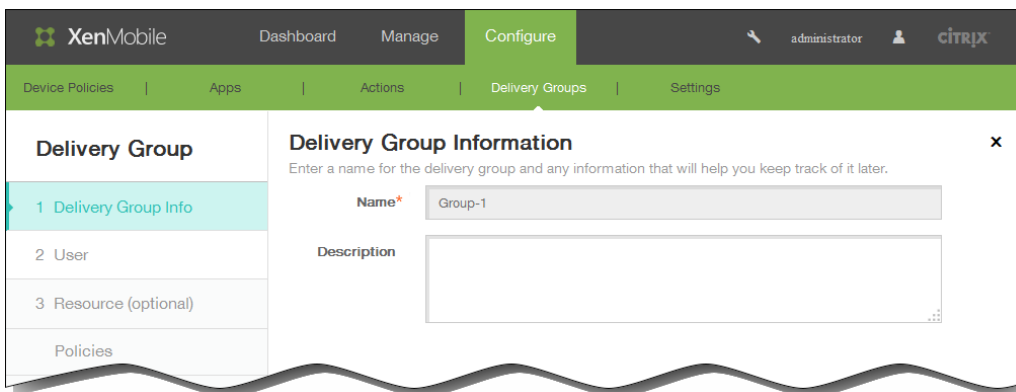 XenMobile Dashboard Manage Configure administrator CİTRIX
Device Policies | Apps | Actions | Delivery Groups | Settings
Delivery Group
1 Delivery Group Info
2 User
3 Resource (optional)
Policies
Delivery Group Information
x
Enter a name for the delivery group and any information that will help you keep track of it later.
Name* Group-1
Description